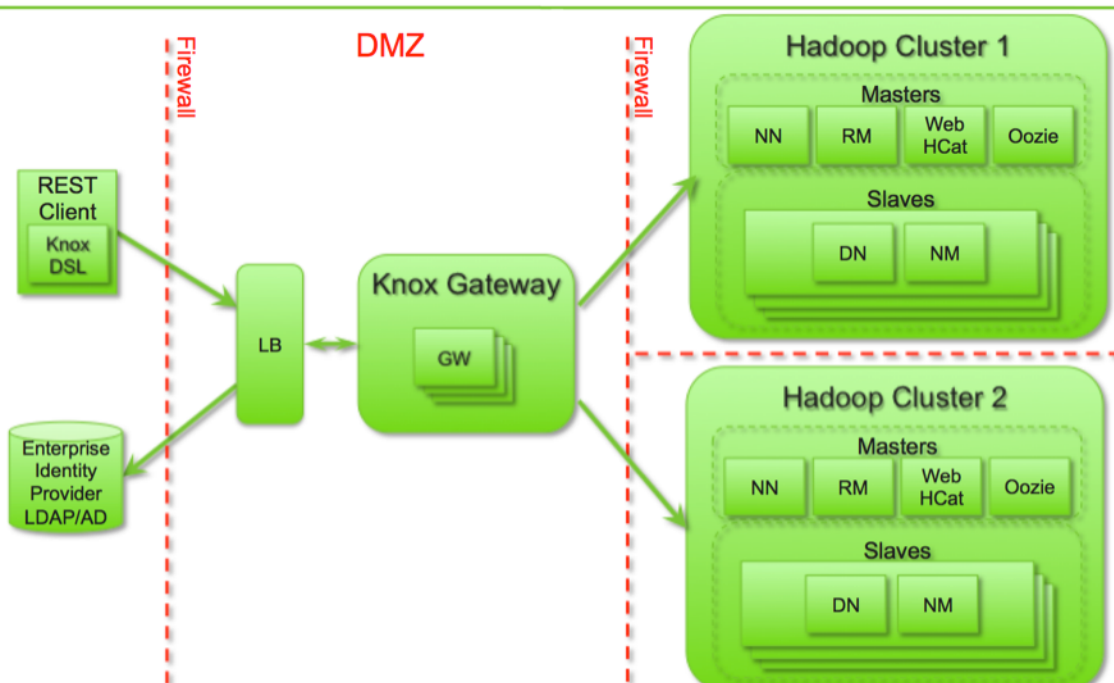 Firewall
DMZ
Firewall
REST
Client
Knox
DSL
Enterprise
Identity
Provider
LDAP/AD
LB
Knox Gateway
GW
Hadoop Cluster 1
Masters
NN
RM
Web
HCat
Oozie
Slaves
DN
NM
Hadoop Cluster 2
Masters
NN
RM
Web
HCat
Oozie
Slaves
DN
NM